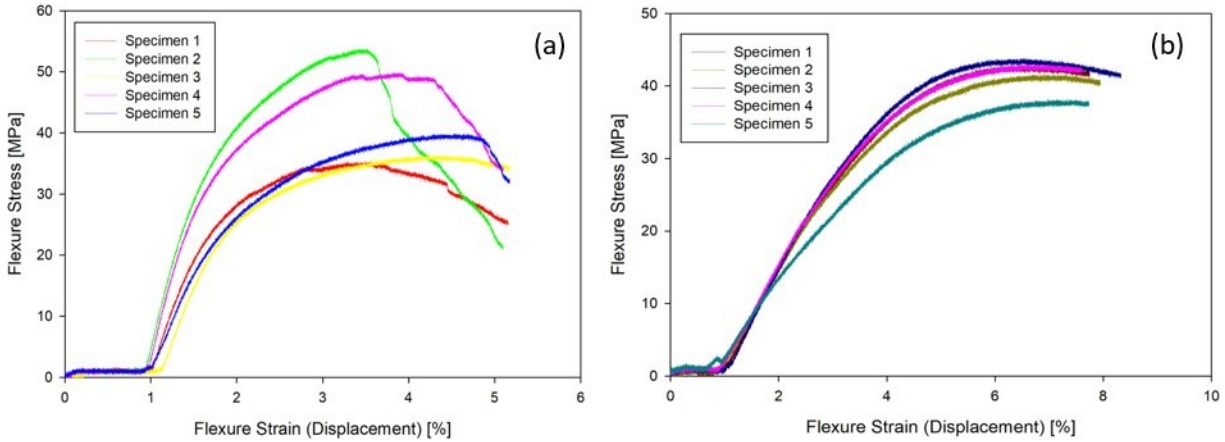 60
50
40
30
20
10
0
Flexure Stress [MPa]
Specimen 1
Specimen 2
Specimen 3
Specimen 4
Specimen 5
(a)
0 1 2 3 4 5 6
Flexure Strain (Displacement) [%]
50
40
30
20
10
0
Flexure Stress [MPa]
Specimen 1
Specimen 2
Specimen 3
Specimen 4
Specimen 5
(b)
0 2 4 6 8 10
Flexure Strain (Displacement) [%]